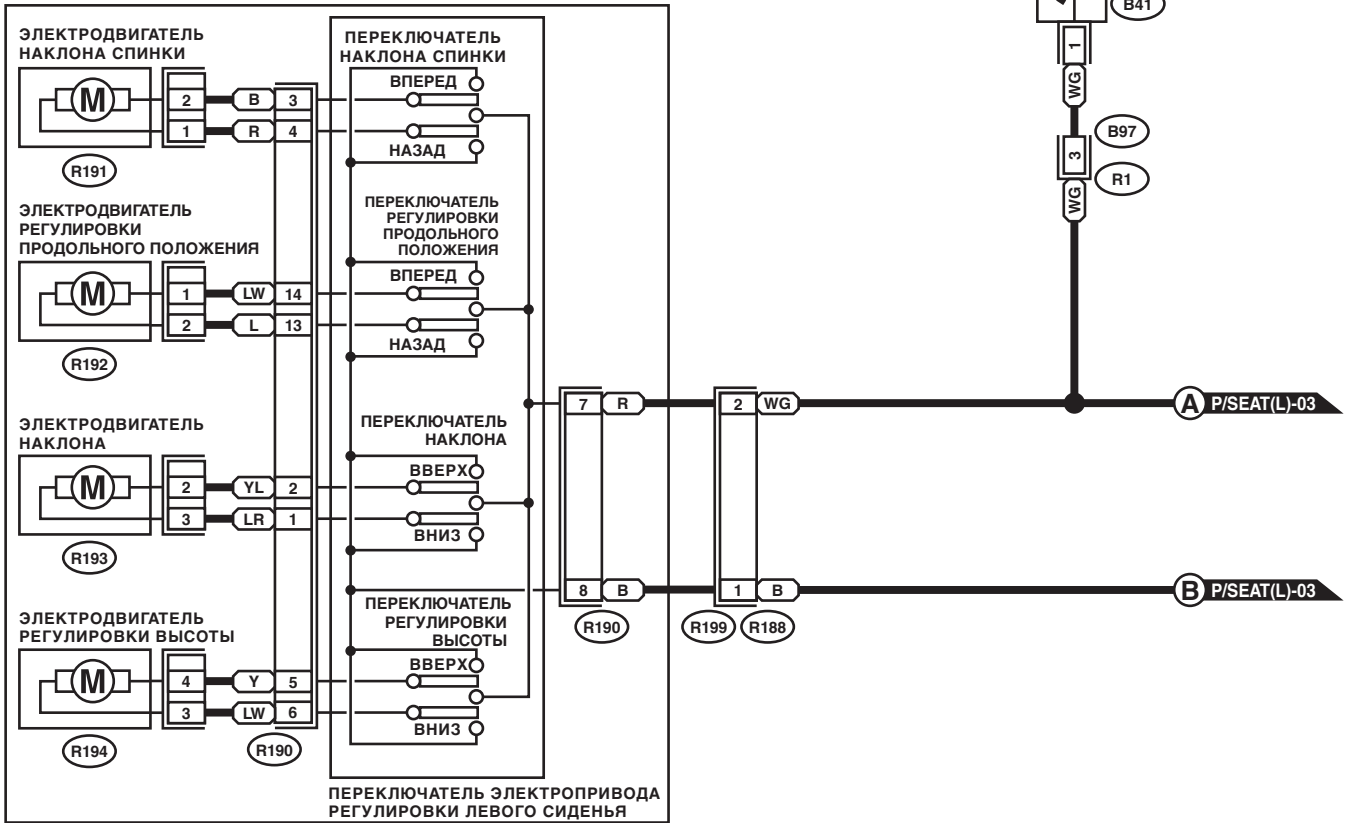 ЭЛЕКТРОДВИГАТЕЛЬ
НАКЛОНА СПИНКИ
M
2 B 3
1 R 4
R191
ПЕРЕКЛЮЧАТЕЛЬ
НАКЛОНА СПИНКИ
ВПЕРЕД
НАЗАД
ЭЛЕКТРОДВИГАТЕЛЬ
РЕГУЛИРОВКИ
ПРОДОЛЬНОГО ПОЛОЖЕНИЯ
M
1 LW 14
2 L 13
R192
ПЕРЕКЛЮЧАТЕЛЬ
РЕГУЛИРОВКИ
ПРОДОЛЬНОГО
ПОЛОЖЕНИЯ
ВПЕРЕД
НАЗАД
ЭЛЕКТРОДВИГАТЕЛЬ
НАКЛОНА
M
2 YL 2
3 LR 1
R193
ПЕРЕКЛЮЧАТЕЛЬ
НАКЛОНА
ВВЕРХ
ВНИЗ
ЭЛЕКТРОДВИГАТЕЛЬ
РЕГУЛИРОВКИ ВЫСОТЫ
M
4 Y 5
3 LW 6
R194
R190
ПЕРЕКЛЮЧАТЕЛЬ
РЕГУЛИРОВКИ
ВЫСОТЫ
ВВЕРХ
ВНИЗ
ПЕРЕКЛЮЧАТЕЛЬ ЭЛЕКТРОПРИВОДА
РЕГУЛИРОВКИ ЛЕВОГО СИДЕНЬЯ
B41
1
WG
B97
3
R1
WG
7 R 2 WG
A P/SEAT(L)-03
8 B 1 B
B P/SEAT(L)-03
R190 R199 R188